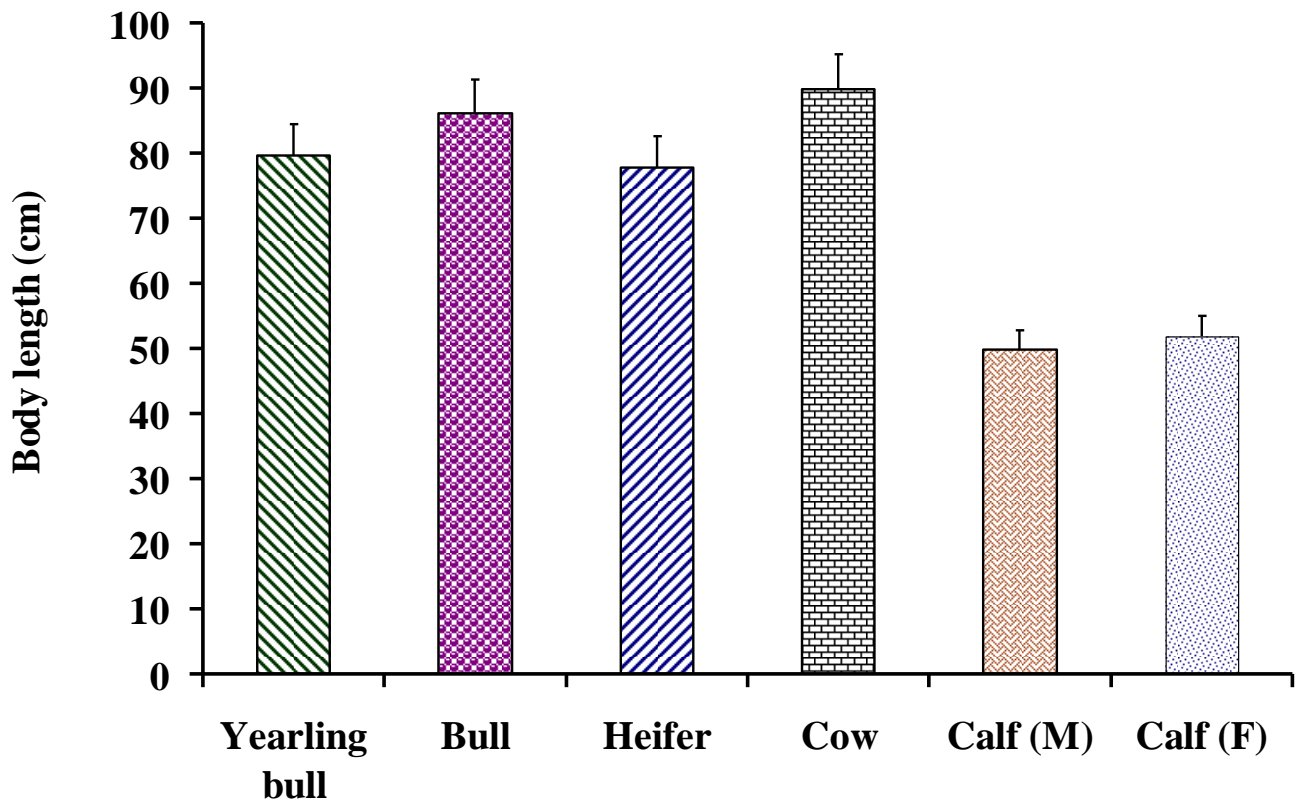 Body length (cm)
100
90
80
70
60
50
40
30
20
10
0
Yearling
bull
Bull
Heifer
Cow
Calf (M)
Calf (F)